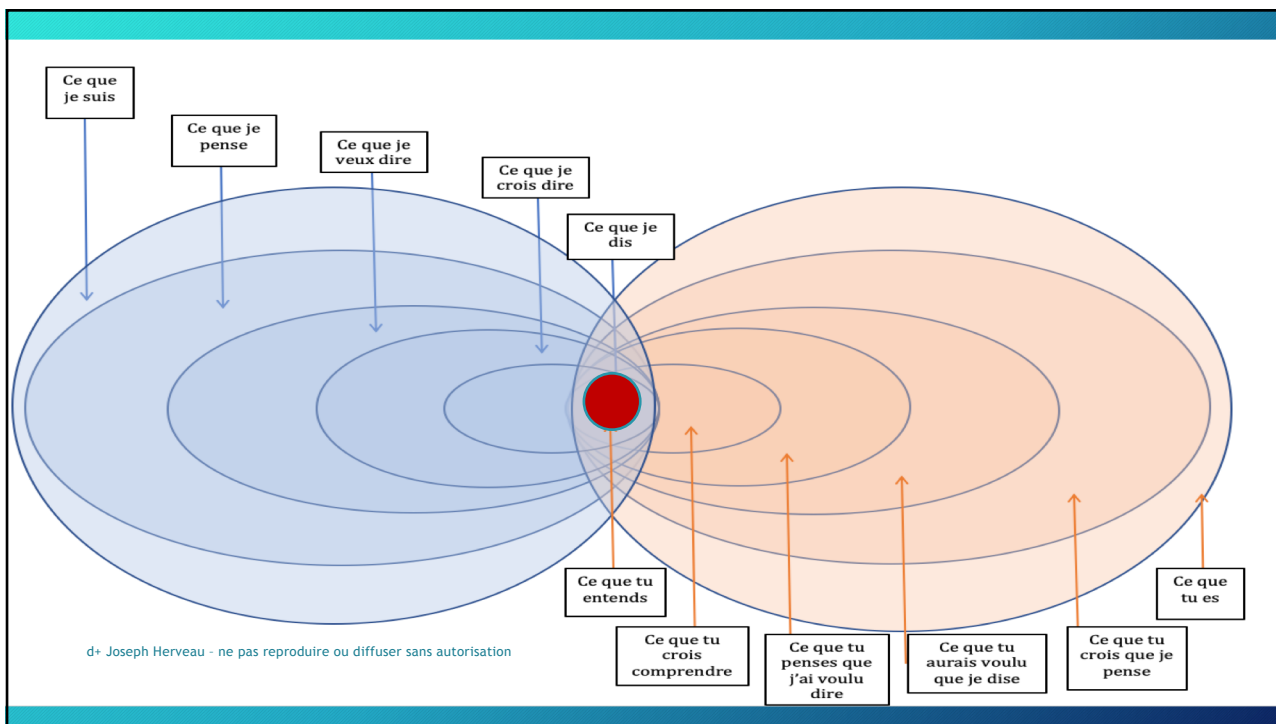 Ce que
je suis
Ce que je
pense
Ce que je
veux dire
Ce que je
crois dire
Ce que je
dis
Ce que tu
entends
Ce que tu
crois
comprendre
Ce que tu
penses que
j'ai voulu
dire
Ce que tu
aurais voulu
que je dise
Ce que tu
crois que je
pense
Ce que
tu es
d+ Joseph Herveau - ne pas reproduire ou diffuser sans autorisation